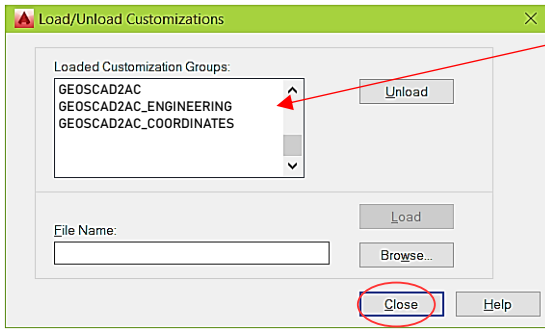 Load/Unload Customizations
Loaded Customization Groups:
GEOSCAD2AC
GEOSCAD2AC_ENGINEERING
GEOSCAD2AC_COORDINATES
Unload
Load
File Name:
Browse...
Close
Help